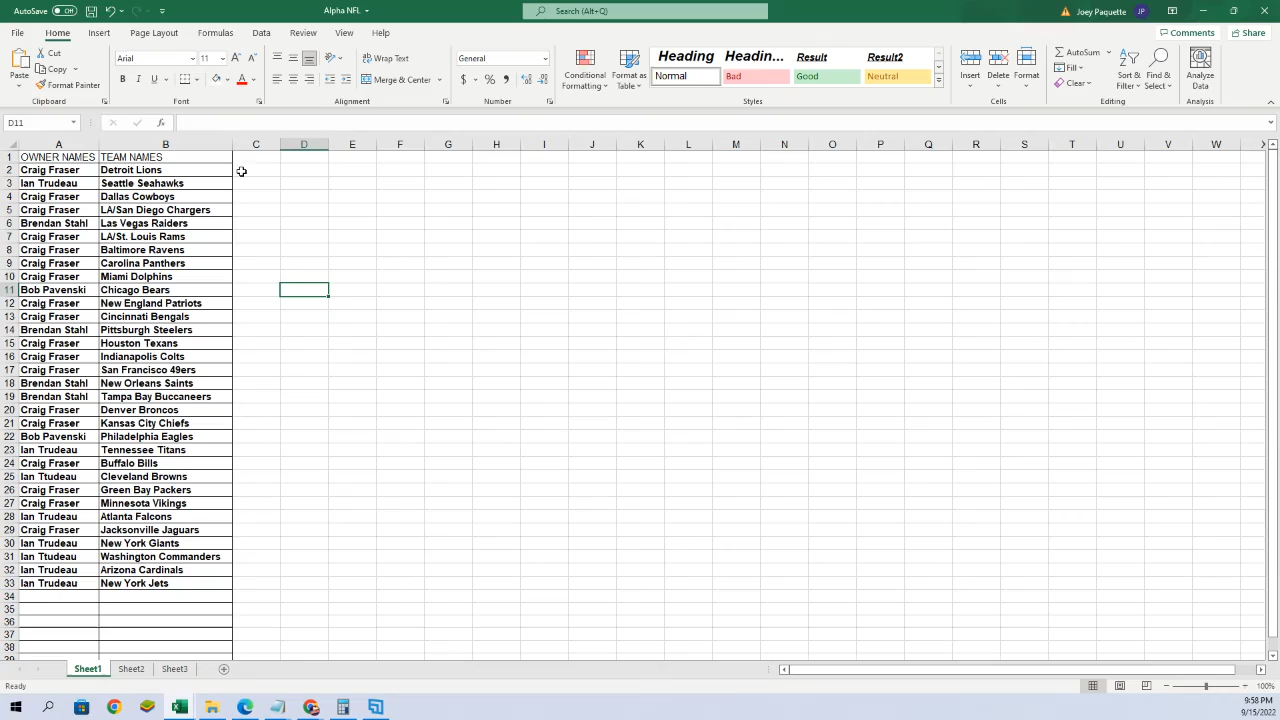 AutoSave Off Alpha NFL Search (Alt+Q) Joey Paquette JP
File Home Insert Page Layout Formulas Data Review View Help Comments Share
Paste Cut Copy Format Painter Clipboard
Arial 11 A A B I U A Font
Wrap Text Merge & Center Alignment
General $ % , Number
Conditional Formatting Format as Table
Heading Headin... Result Result2
Normal Bad Good Neutral
Styles
Insert Delete Format Cells
AutoSum Fill Clear Sort & Filter Find & Select Editing
Analyze Data Analysis
D11 fx
A B C D E F G H I J K L M N O P Q R S T U V W X
1 OWNER NAMES TEAM NAMES
2 Craig Fraser Detroit Lions
3 Ian Trudeau Seattle Seahawks
4 Craig Fraser Dallas Cowboys
5 Craig Fraser LA/San Diego Chargers
6 Brendan Stahl Las Vegas Raiders
7 Craig Fraser LA/St. Louis Rams
8 Craig Fraser Baltimore Ravens
9 Craig Fraser Carolina Panthers
10 Craig Fraser Miami Dolphins
11 Bob Pavenski Chicago Bears
12 Craig Fraser New England Patriots
13 Craig Fraser Cincinnati Bengals
14 Brendan Stahl Pittsburgh Steelers
15 Craig Fraser Houston Texans
16 Craig Fraser Indianapolis Colts
17 Craig Fraser San Francisco 49ers
18 Brendan Stahl New Orleans Saints
19 Brendan Stahl Tampa Bay Buccaneers
20 Craig Fraser Denver Broncos
21 Craig Fraser Kansas City Chiefs
22 Bob Pavenski Philadelphia Eagles
23 Ian Trudeau Tennessee Titans
24 Craig Fraser Buffalo Bills
25 Ian Ttudeau Cleveland Browns
26 Craig Fraser Green Bay Packers
27 Craig Fraser Minnesota Vikings
28 Ian Trudeau Atlanta Falcons
29 Craig Fraser Jacksonville Jaguars
30 Ian Trudeau New York Giants
31 Ian Ttudeau Washington Commanders
32 Ian Trudeau Arizona Cardinals
33 Ian Trudeau New York Jets
34
35
36
37
38
Sheet1 Sheet2 Sheet3
Ready 100%
9:58 PM
9/15/2022